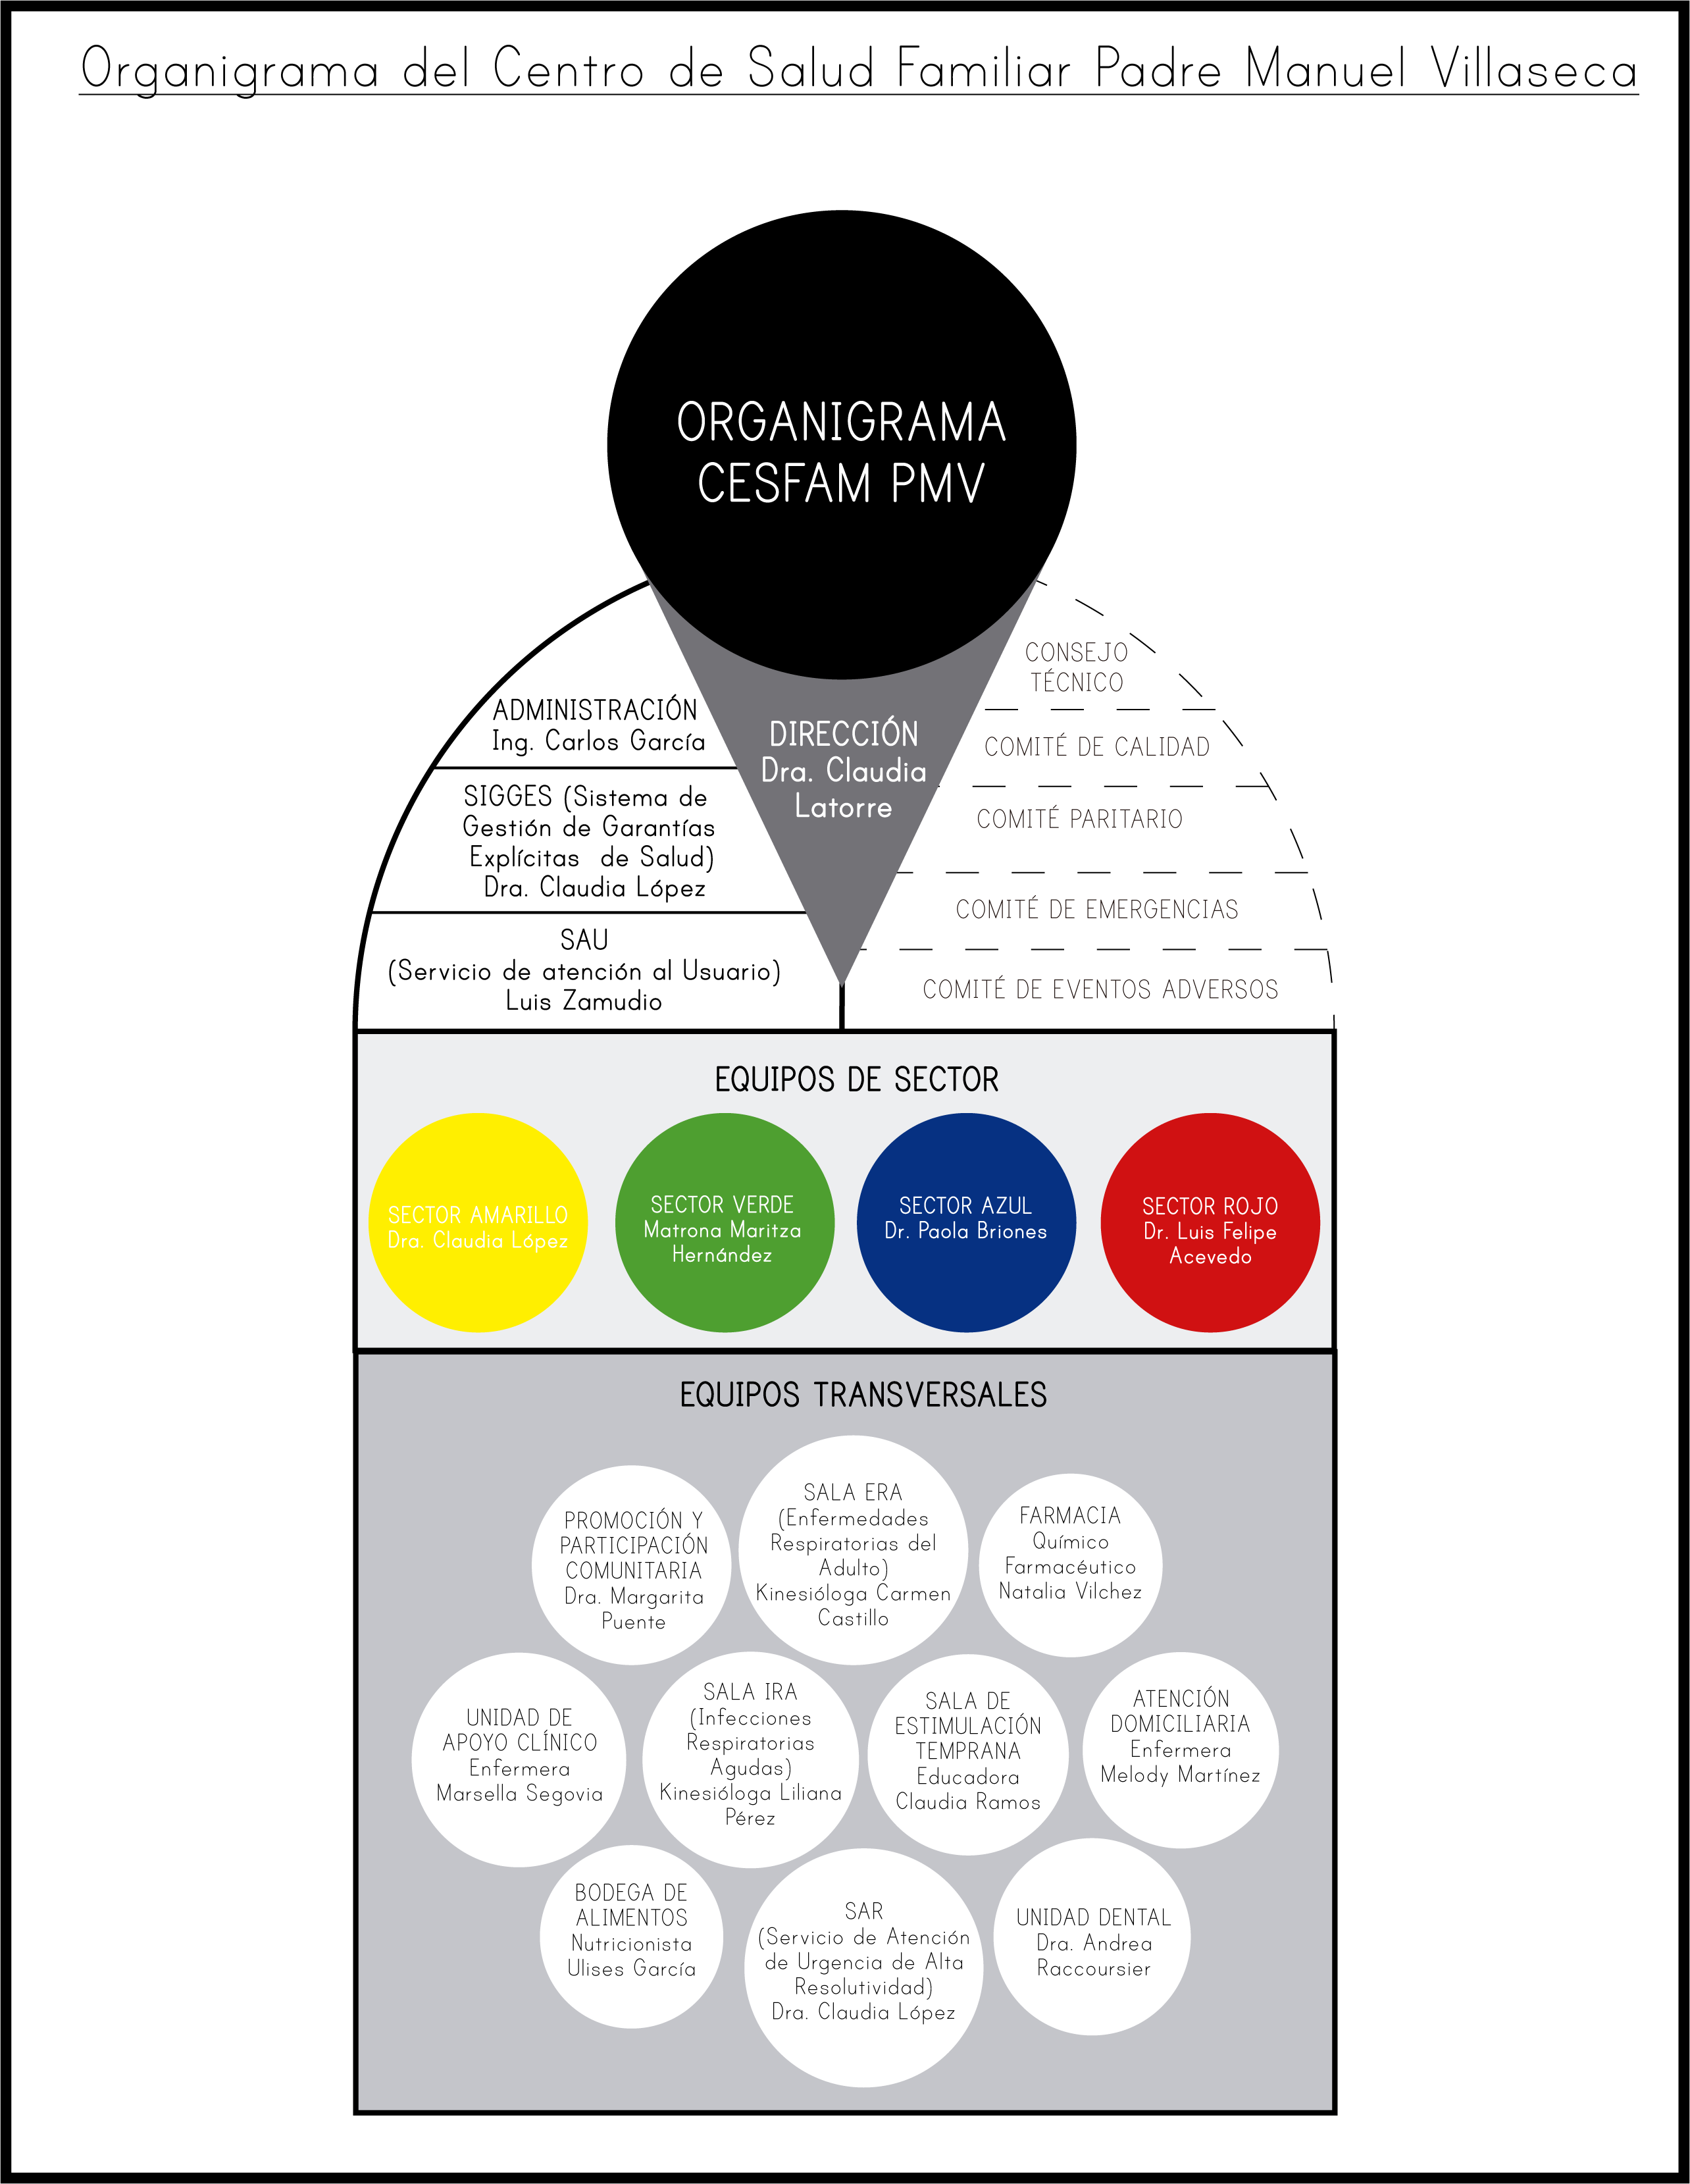 Organigrama del Centro de Salud Familiar Padre Manuel Villaseca
ORGANIGRAMA
CESFAM PMV
DIRECCIÓN
Dra. Claudia
Latorre
ADMINISTRACIÓN
Ing. Carlos García
SIGGES (Sistema de
Gestión de Garantías
Explícitas de Salud)
Dra. Claudia López
SAU
(Servicio de atención al Usuario)
Luis Zamudio
CONSEJO
TÉCNICO
COMITÉ DE CALIDAD
COMITÉ PARITARIO
COMITÉ DE EMERGENCIAS
COMITÉ DE EVENTOS ADVERSOS
EQUIPOS DE SECTOR
SECTOR AMARILLO
Dra. Claudia López
SECTOR VERDE
Matrona Maritza
Hernández
SECTOR AZUL
Dr. Paola Briones
SECTOR ROJO
Dr. Luis Felipe
Acevedo
EQUIPOS TRANSVERSALES
PROMOCIÓN Y
PARTICIPACIÓN
COMUNITARIA
Dra. Margarita
Puente
SALA ERA
(Enfermedades
Respiratorias del
Adulto)
Kinesióloga Carmen
Castillo
FARMACIA
Químico
Farmacéutico
Natalia Vilchez
UNIDAD DE
APOYO CLÍNICO
Enfermera
Marsella Segovia
SALA IRA
(Infecciones
Respiratorias
Agudas)
Kinesióloga Liliana
Pérez
SALA DE
ESTIMULACIÓN
TEMPRANA
Educadora
Claudia Ramos
ATENCIÓN
DOMICILIARIA
Enfermera
Melody Martínez
BODEGA DE
ALIMENTOS
Nutricionista
Ulises García
SAR
(Servicio de Atención
de Urgencia de Alta
Resolutividad)
Dra. Claudia López
UNIDAD DENTAL
Dra. Andrea
Raccoursier